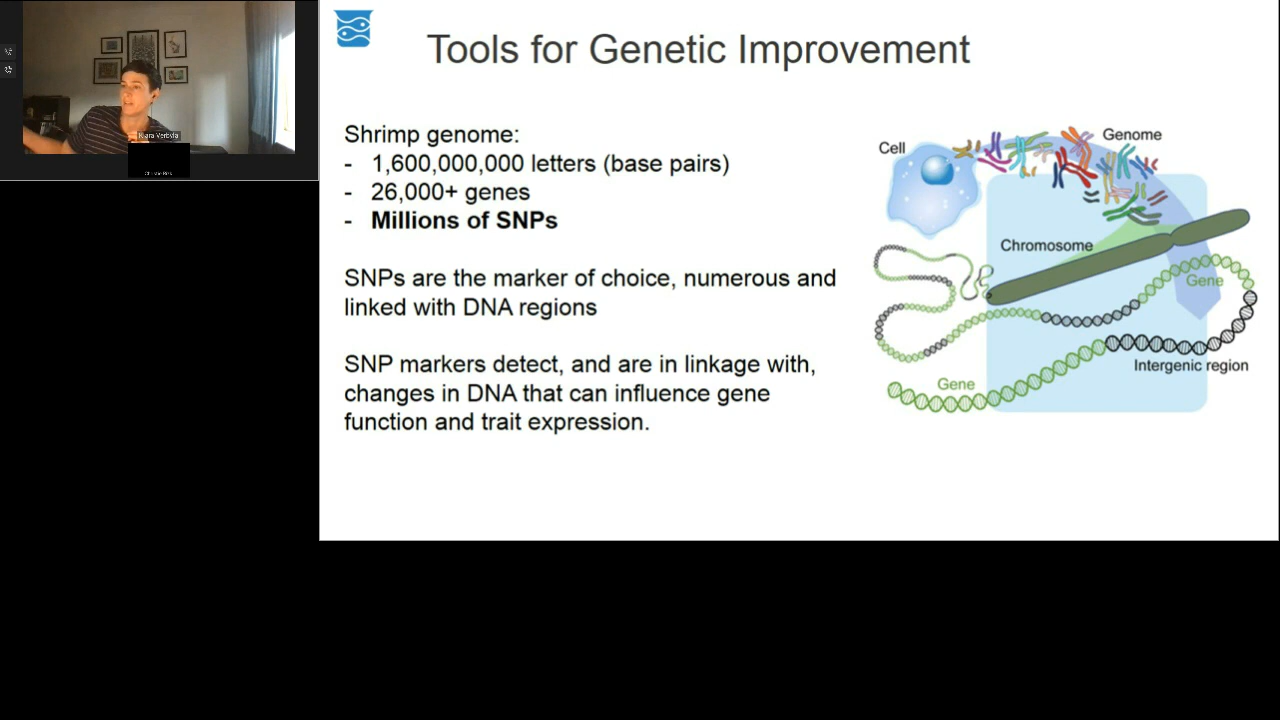 Tools for Genetic Improvement
Shrimp genome:
- 1,600,000,000 letters (base pairs)
- 26,000+ genes
- Millions of SNPs
SNPs are the marker of choice, numerous and
linked with DNA regions
SNP markers detect, and are in linkage with,
changes in DNA that can influence gene
function and trait expression.
Cell
Genome
Chromosome
Gene
Intergenic region
Gene
Klara Verbyla